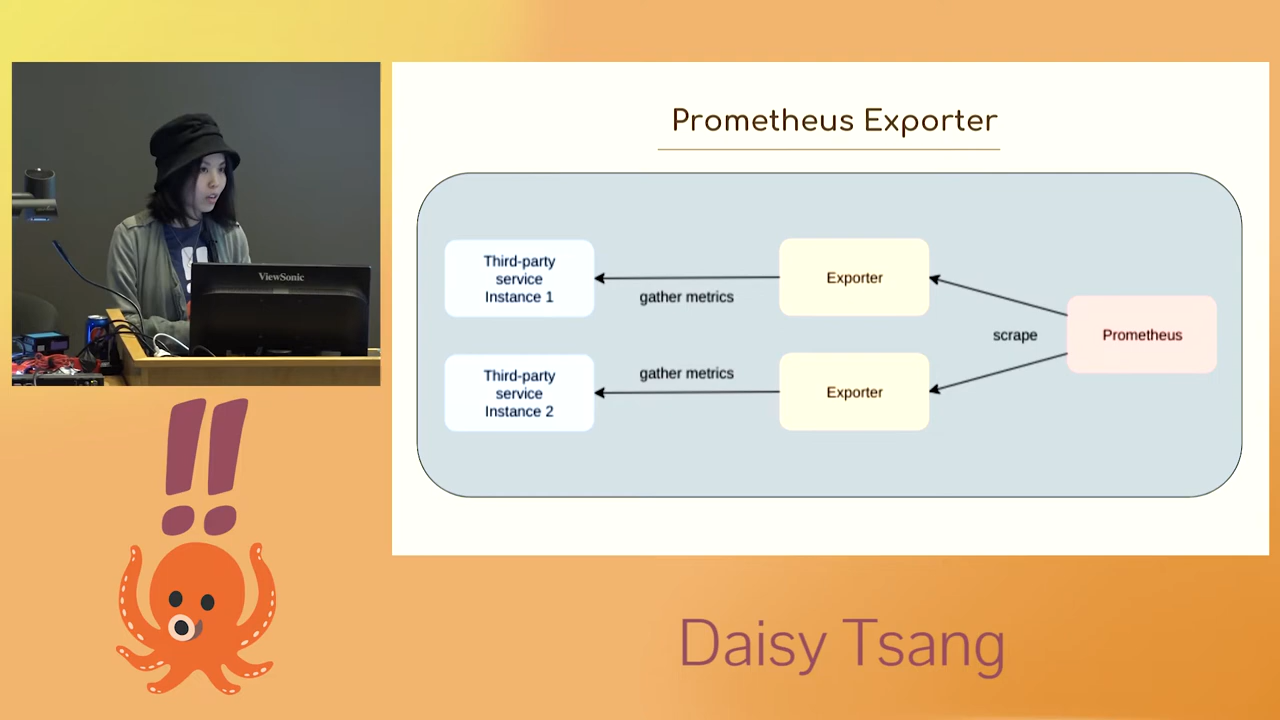 ViewSonic
!!
Prometheus Exporter
Third-party
service
Instance 1
gather metrics
Exporter
scrape
Prometheus
Third-party
service
Instance 2
gather metrics
Exporter
Daisy Tsang